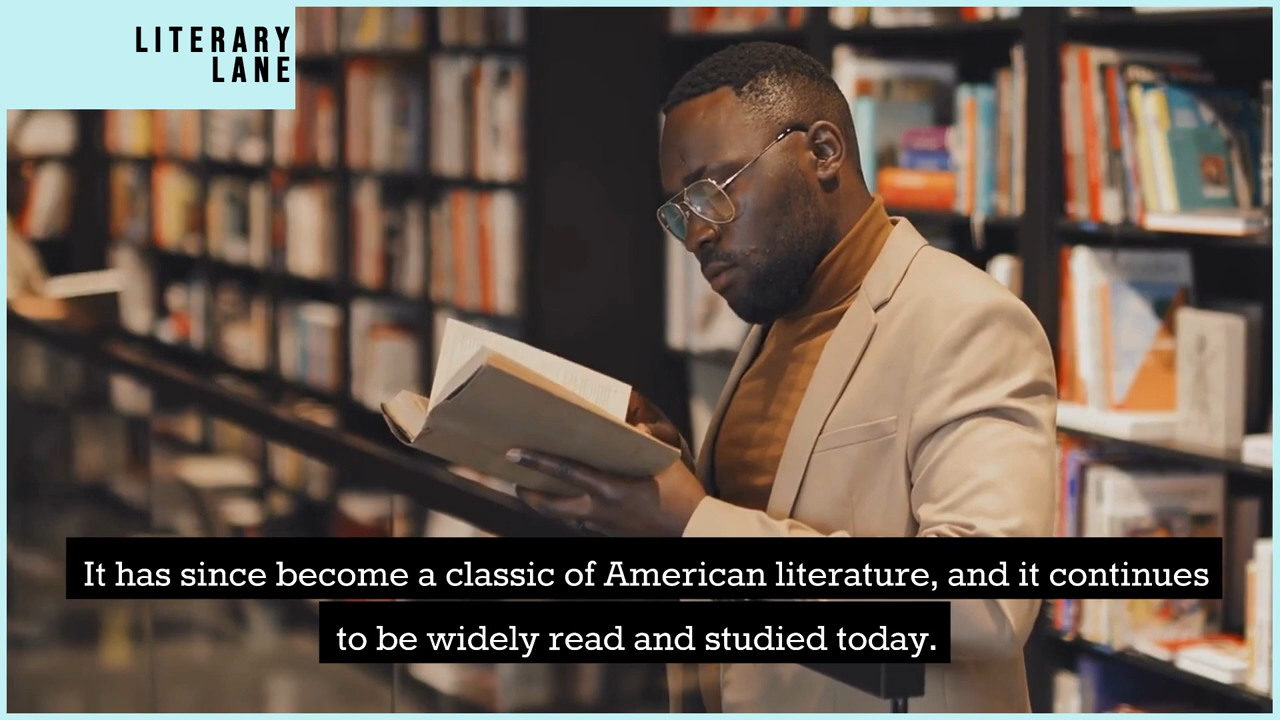 LITERARY
LANE
It has since become a classic of American literature, and it continues
to be widely read and studied today.